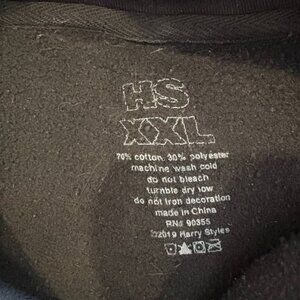 HS
XXL
70% cotton, 30% polyester
machine wash cold
do not bleach
tumble dry low
do not iron decoration
made in China
RN# 90355
©2019 Harry Styles